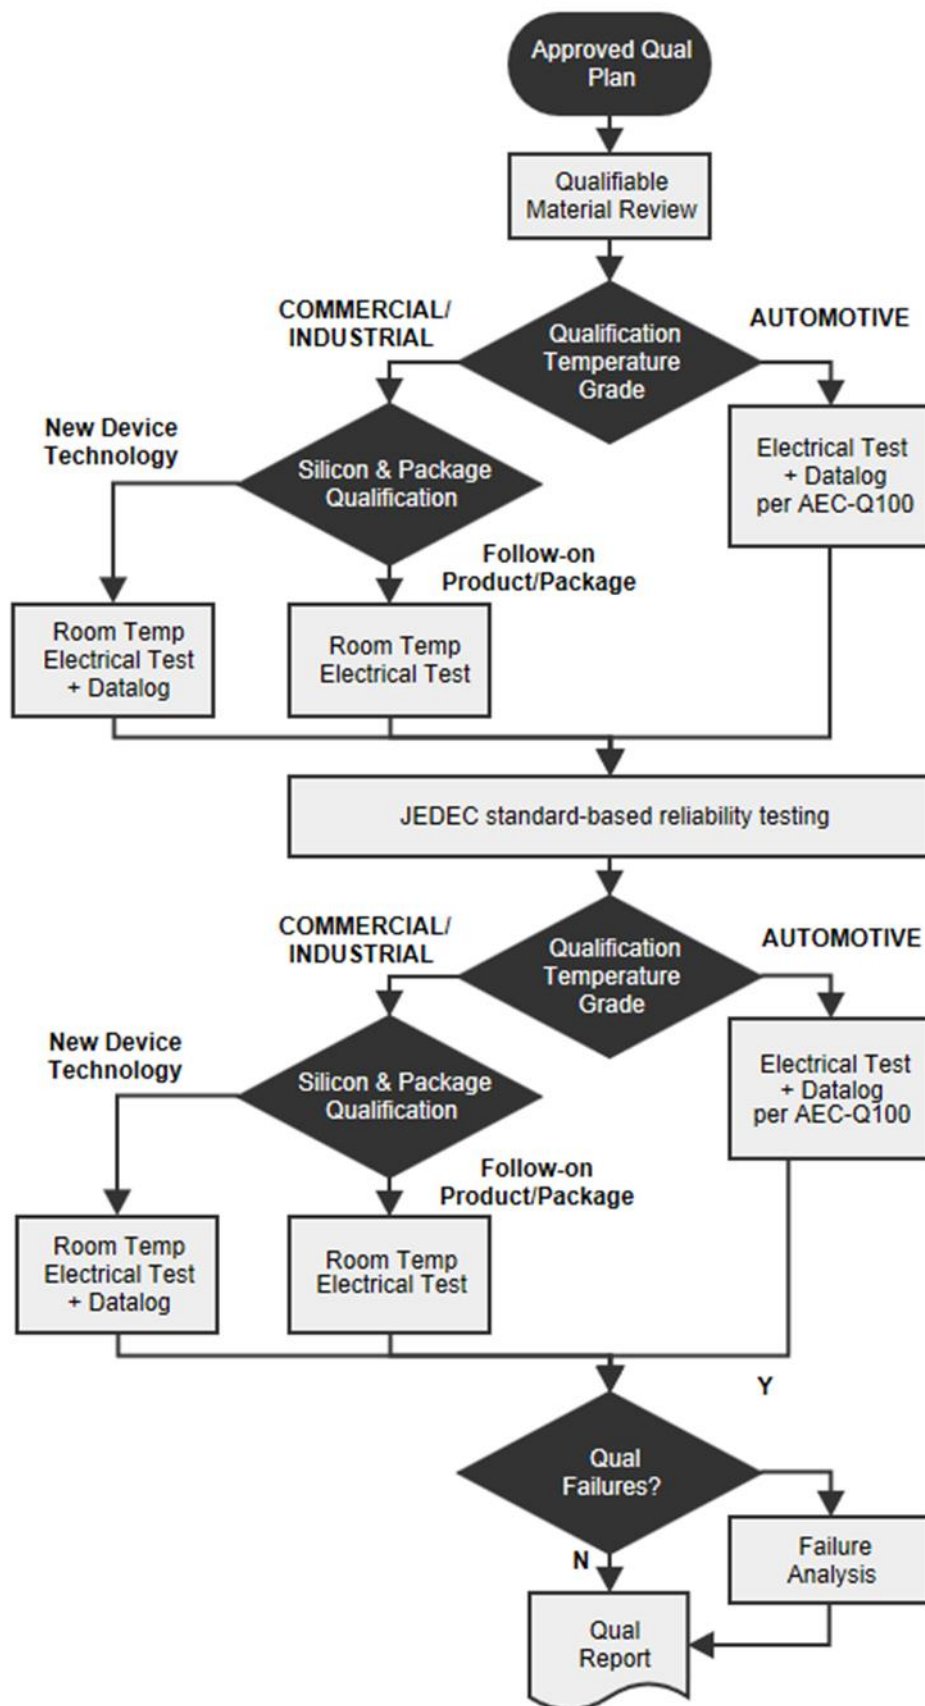 Approved Qual
Plan
Qualifiable
Material Review
COMMERCIAL/
INDUSTRIAL
Qualification
Temperature
Grade
AUTOMOTIVE
New Device
Technology
Silicon & Package
Qualification
Electrical Test
+ Datalog
per AEC-Q100
Follow-on
Product/Package
Room Temp
Electrical Test
+ Datalog
Room Temp
Electrical Test
JEDEC standard-based reliability testing
COMMERCIAL/
INDUSTRIAL
Qualification
Temperature
Grade
AUTOMOTIVE
New Device
Technology
Silicon & Package
Qualification
Electrical Test
+ Datalog
per AEC-Q100
Follow-on
Product/Package
Room Temp
Electrical Test
+ Datalog
Room Temp
Electrical Test
Y
Qual
Failures?
N
Failure
Analysis
Qual
Report